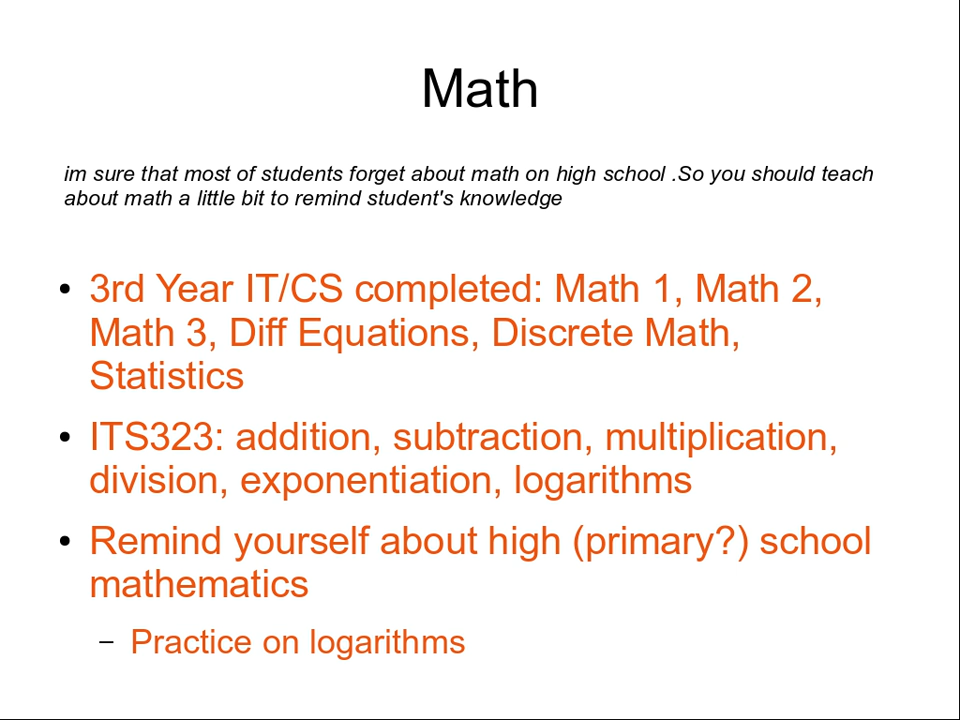 Math
im sure that most of students forget about math on high school .So you should teach
about math a little bit to remind student's knowledge
• 3rd Year IT/CS completed: Math 1, Math 2,
Math 3, Diff Equations, Discrete Math,
Statistics
• ITS323: addition, subtraction, multiplication,
division, exponentiation, logarithms
• Remind yourself about high (primary?) school
mathematics
– Practice on logarithms